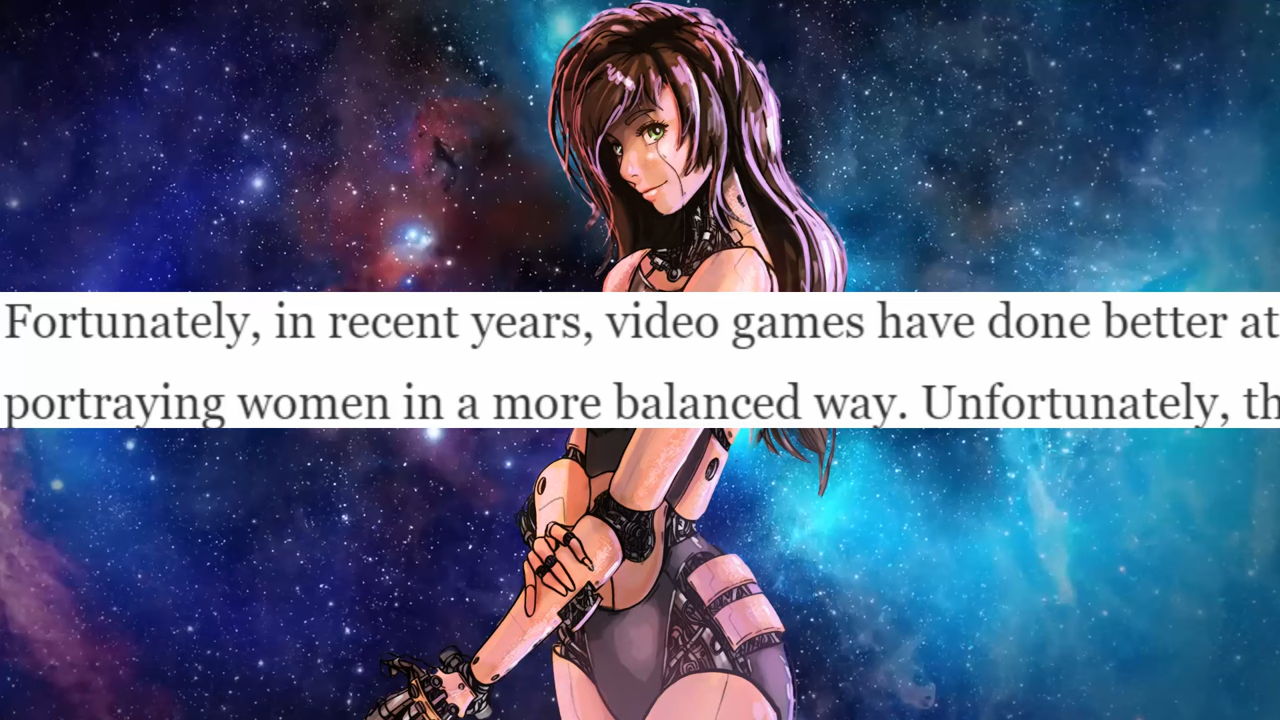 Fortunately, in recent years, video games have done better at
portraying women in a more balanced way. Unfortunately, th